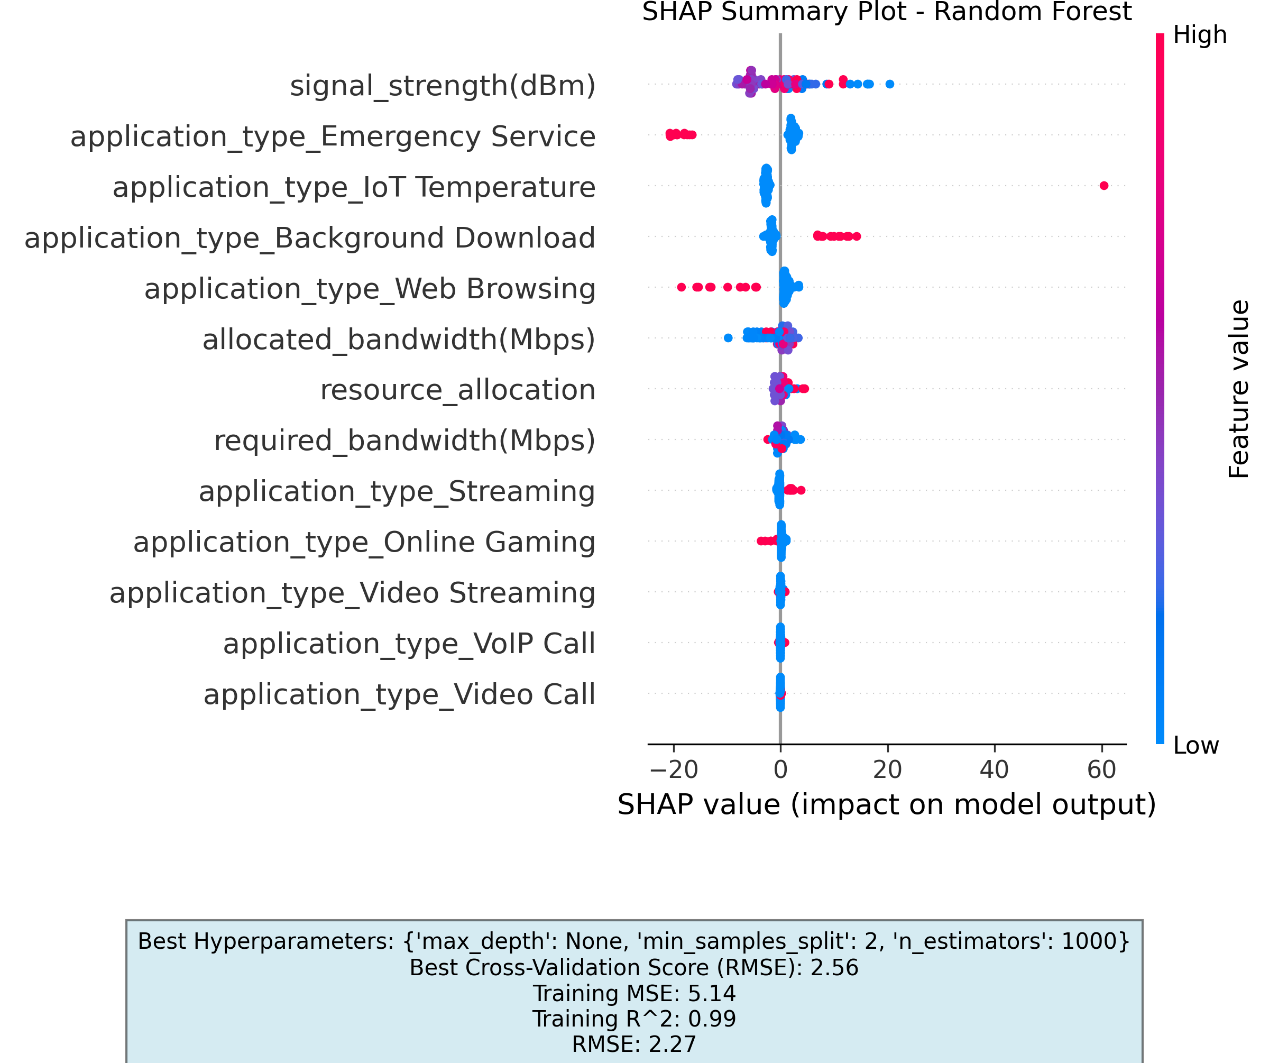 SHAP Summary Plot - Random Forest
High
signal_strength(dBm)
application_type_Emergency Service
application_type_IoT Temperature
application_type_Background Download
application_type_Web Browsing
allocated_bandwidth(Mbps)
resource_allocation
required_bandwidth(Mbps)
application_type_Streaming
application_type_Online Gaming
application_type_Video Streaming
application_type_VoIP Call
application_type_Video Call
Feature value
Low
−20 0 20 40 60
SHAP value (impact on model output)
Best Hyperparameters: {'max_depth': None, 'min_samples_split': 2, 'n_estimators': 1000}
Best Cross-Validation Score (RMSE): 2.56
Training MSE: 5.14
Training R^2: 0.99
RMSE: 2.27